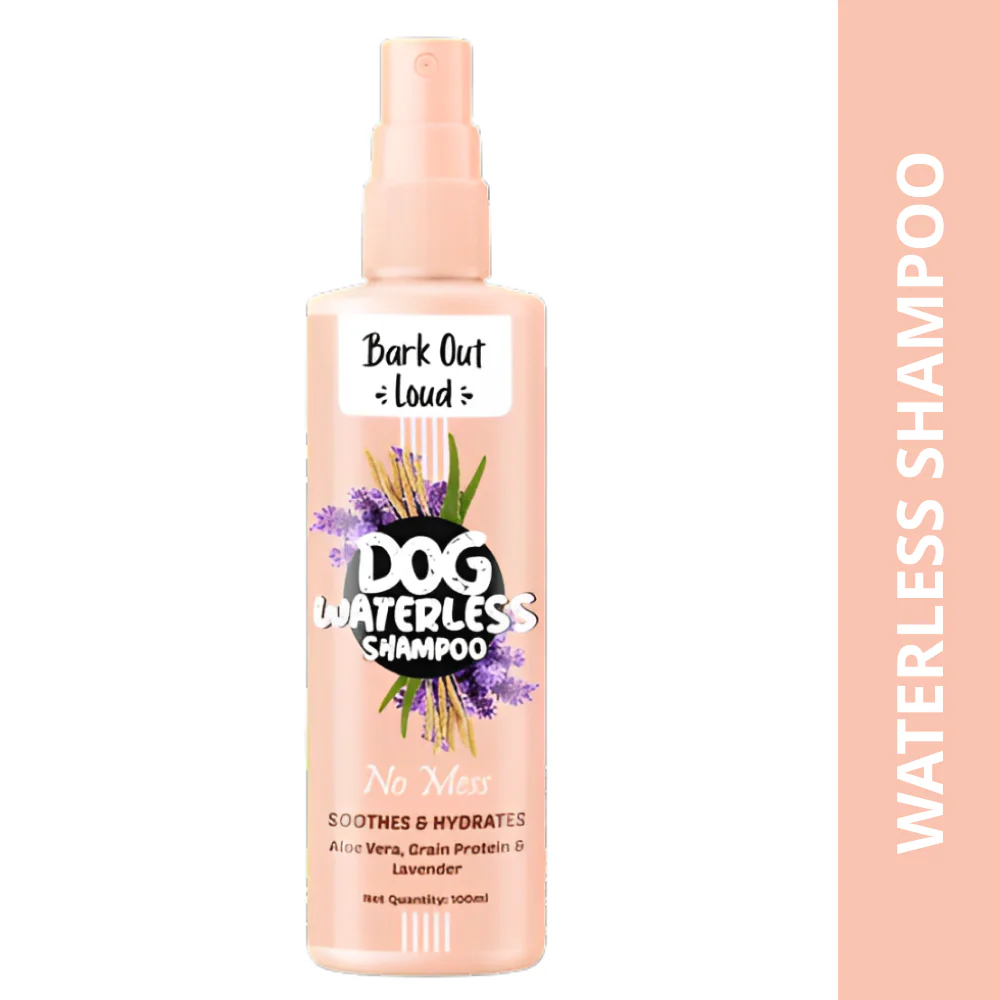 Bark Out
Loud
DOG
WATERLESS
SHAMPOO
No Mess
SOOTHES & HYDRATES
Aloe Vera, Grain Protein &
Lavender
Net Quantity: 100ml
WATERLESS SHAMPOO